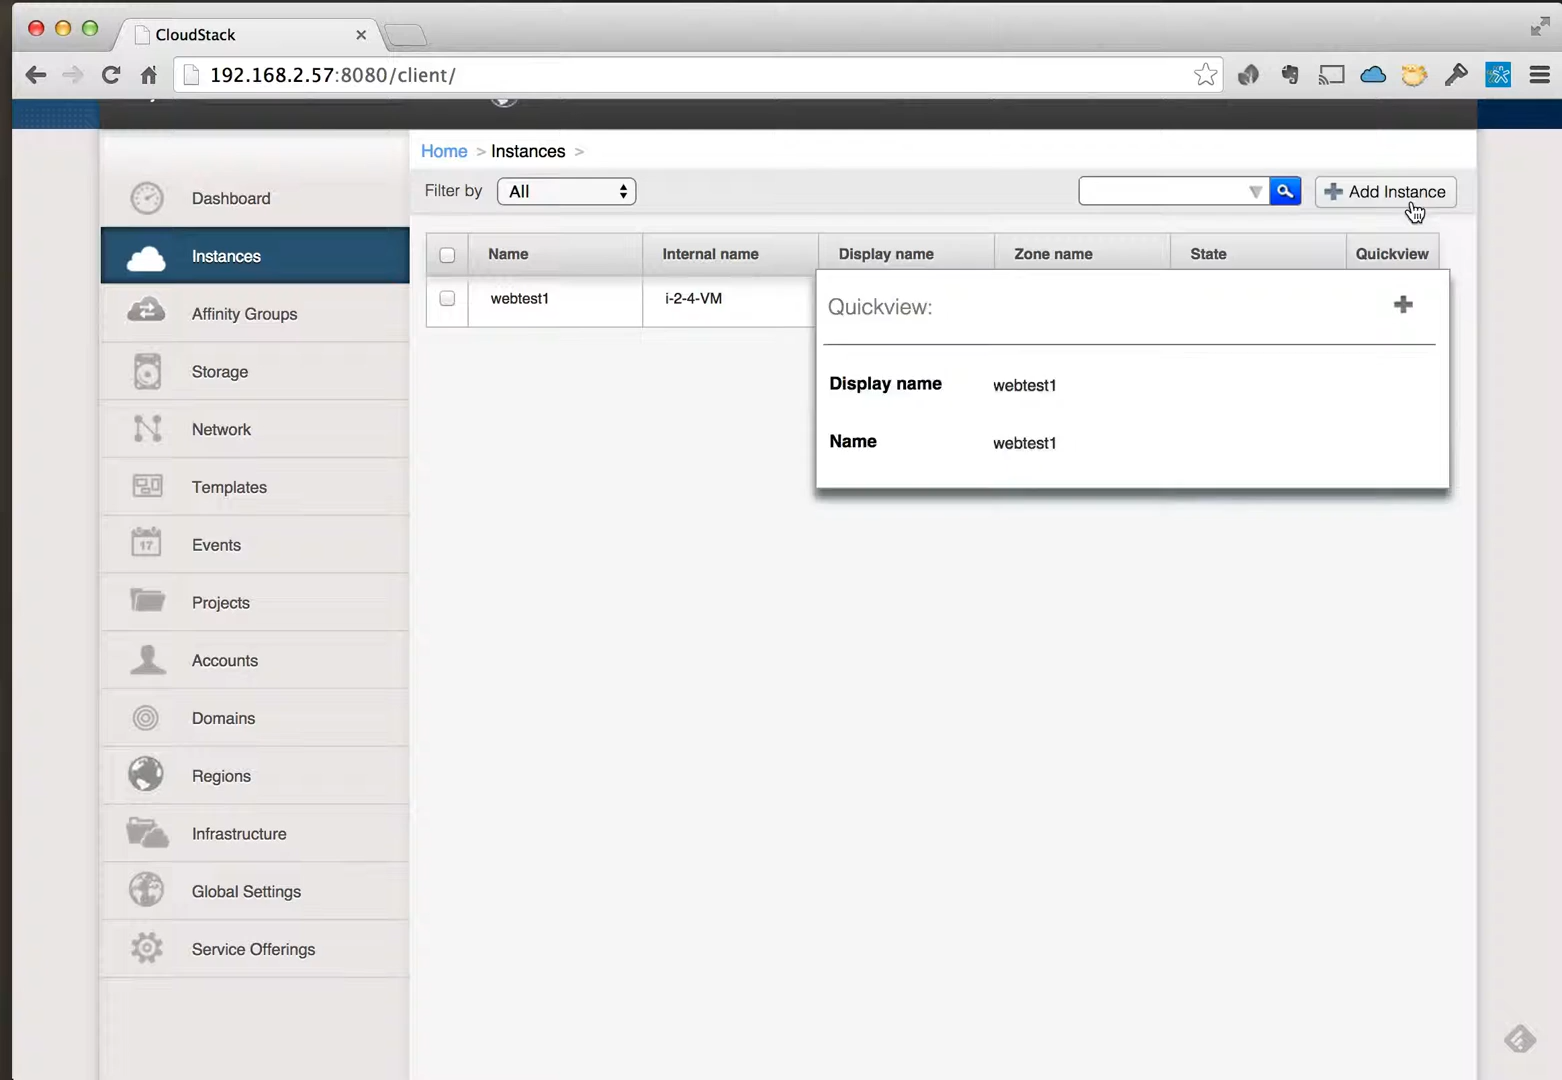 CloudStack
192.168.2.57:8080/client/
Home > Instances >
Filter by All Add Instance
Name Internal name Display name Zone name State Quickview
webtest1 i-2-4-VM
Quickview:
Display name webtest1
Name webtest1
Dashboard
Instances
Affinity Groups
Storage
Network
Templates
17
Events
Projects
Accounts
Domains
Regions
Infrastructure
Global Settings
Service Offerings